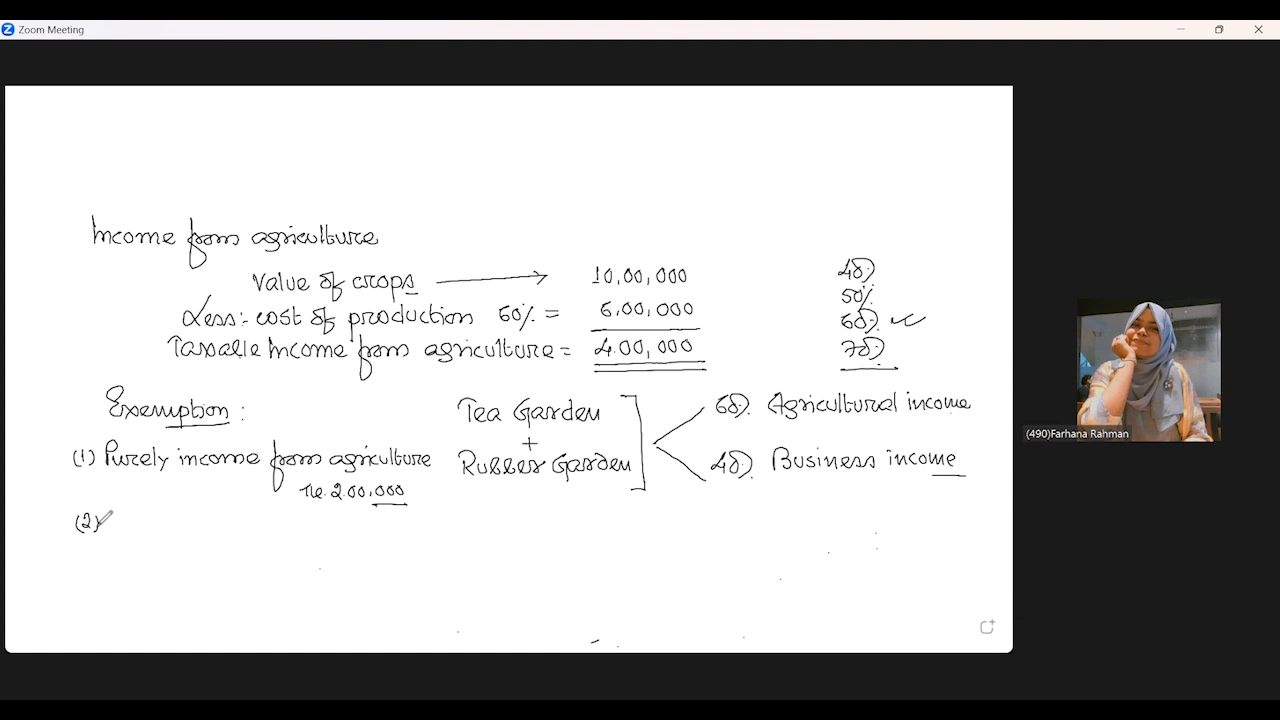 Zoom Meeting
Income from agriculture
Value of crops → 10,00,000
Less:- cost of production 60% = 6,00,000
Taxable Income from agriculture = 4,00,000
40%
50%
60% ✓
70%
Exemption :
(1) Purely income from agriculture
Tk. 2,00,000
(2)
Tea Garden
+
Rubber Garden
60% Agricultural income
40% Business income
(490)Farhana Rahman